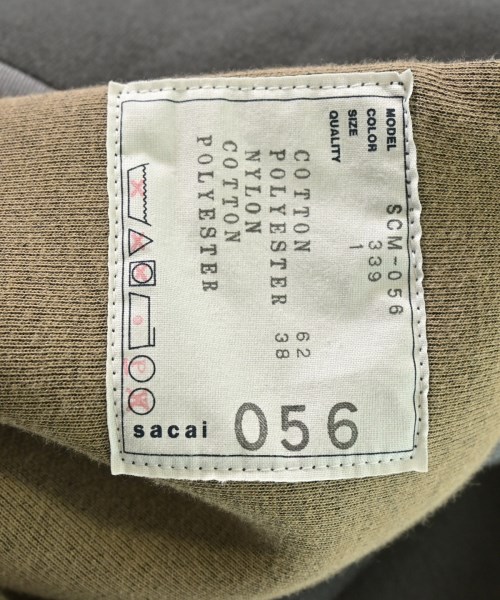 MODEL SCM-056
COLOR 339
SIZE 1
QUALITY
COTTON 62
POLYESTER 38
NYLON
COTTON
POLYESTER
sacai 056